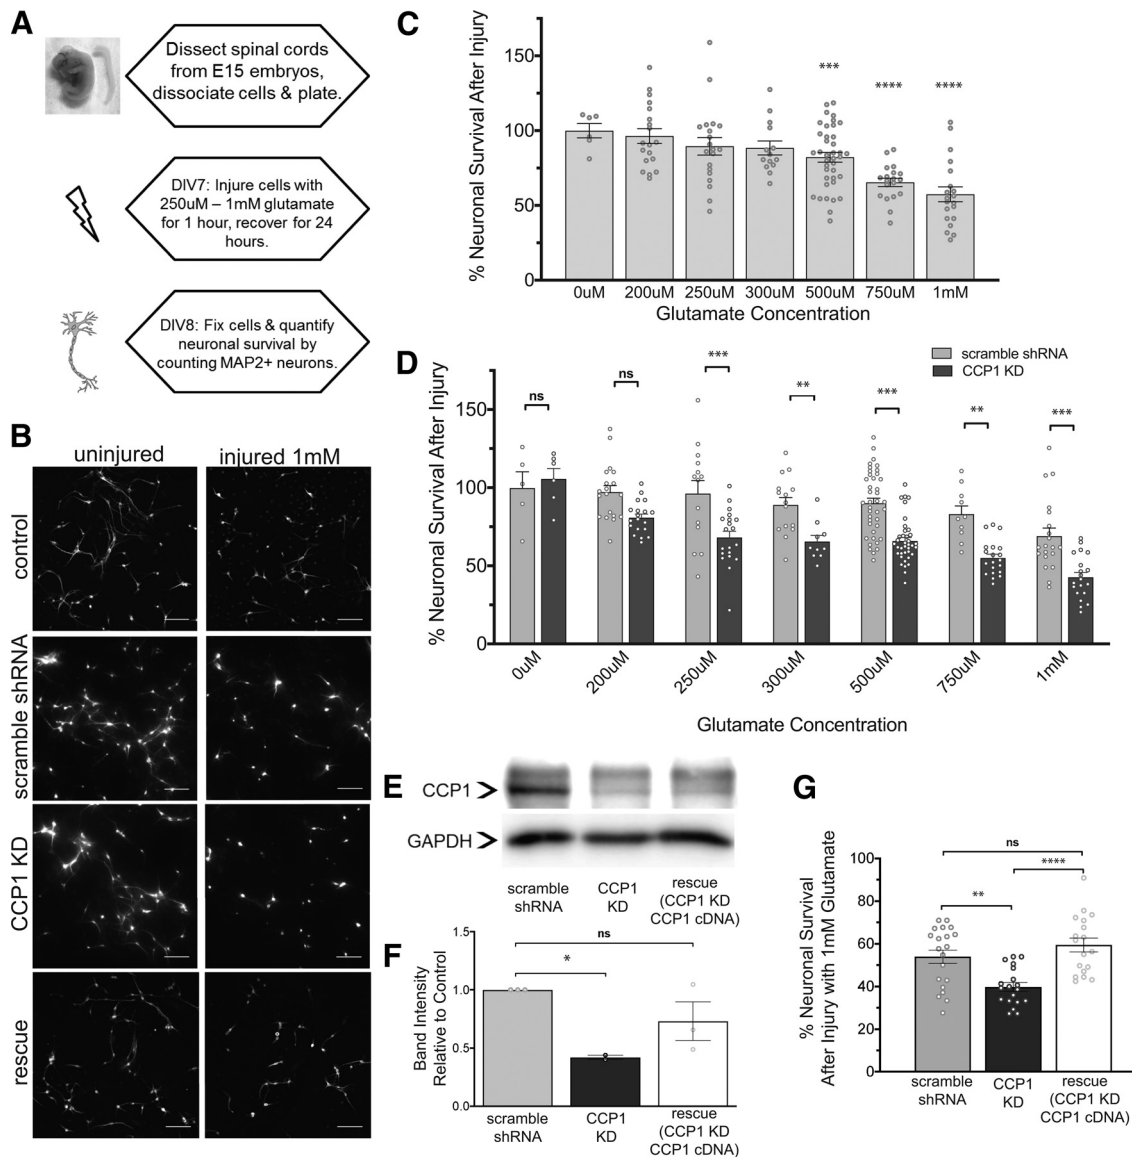 A
Dissect spinal cords
from E15 embryos,
dissociate cells & plate.
DIV7: Injure cells with
250uM – 1mM glutamate
for 1 hour, recover for 24
hours.
DIV8: Fix cells & quantify
neuronal survival by
counting MAP2+ neurons.
B
uninjured
injured 1mM
control
scramble shRNA
CCP1 KD
rescue
C
% Neuronal Survival After Injury
150
100
50
0
***
****
****
0uM
200uM
250uM
300uM
500uM
750uM
1mM
Glutamate Concentration
D
scramble shRNA
CCP1 KD
% Neuronal Survival After Injury
150
100
50
0
ns
ns
***
**
***
**
***
0uM
200uM
250uM
300uM
500uM
750uM
1mM
Glutamate Concentration
E
CCP1
GAPDH
scramble
shRNA
CCP1
KD
rescue
(CCP1 KD
CCP1 cDNA)
F
Band Intensity
Relative to Control
1.5
1.0
0.5
0.0
ns
*
scramble
shRNA
CCP1
KD
rescue
(CCP1 KD
CCP1 cDNA)
G
% Neuronal Survival
After Injury with 1mM Glutamate
100
80
60
40
20
0
ns
****
**
scramble
shRNA
CCP1
KD
rescue
(CCP1 KD
CCP1 cDNA)